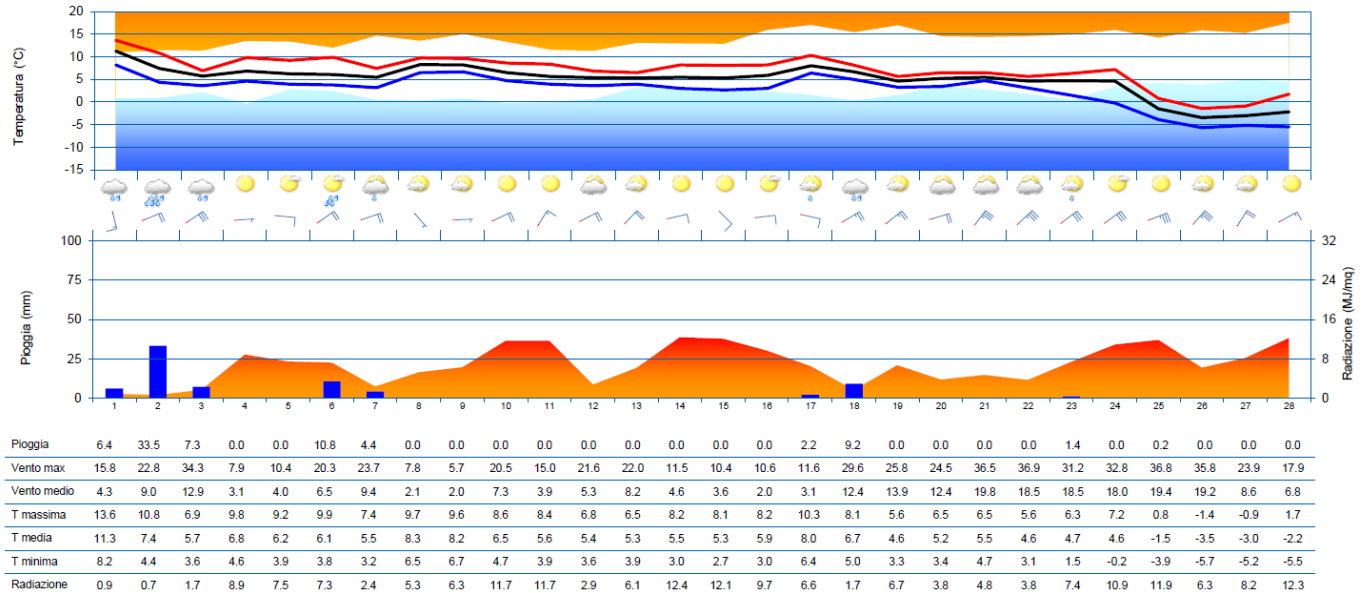 Temperatura (°C)
20
15
10
5
0
-5
-10
-15
Pioggia (mm)
100
75
50
25
0
Radiazione (MJ/mq)
32
24
16
8
0
1 2 3 4 5 6 7 8 9 10 11 12 13 14 15 16 17 18 19 20 21 22 23 24 25 26 27 28
Pioggia 6.4 33.5 7.3 0.0 0.0 10.8 4.4 0.0 0.0 0.0 0.0 0.0 0.0 0.0 0.0 0.0 2.2 9.2 0.0 0.0 0.0 0.0 1.4 0.0 0.2 0.0 0.0 0.0
Vento max 15.8 22.8 34.3 7.9 10.4 20.3 23.7 7.8 5.7 20.5 15.0 21.6 22.0 11.5 10.4 10.6 11.6 29.6 25.8 24.5 36.5 36.9 31.2 32.8 36.8 35.8 23.9 17.9
Vento medio 4.3 9.0 12.9 3.1 4.0 6.5 9.4 2.1 2.0 7.3 3.9 5.3 8.2 4.6 3.6 2.0 3.1 12.4 13.9 12.4 19.8 18.5 18.5 18.0 19.4 19.2 8.6 6.8
T massima 13.6 10.8 6.9 9.8 9.2 9.9 7.4 9.7 9.6 8.6 8.4 6.8 6.5 8.2 8.1 8.2 10.3 8.1 5.6 6.5 6.5 5.6 6.3 7.2 0.8 -1.4 -0.9 1.7
T media 11.3 7.4 5.7 6.8 6.2 6.1 5.5 8.3 8.2 6.5 5.6 5.4 5.3 5.5 5.3 5.9 8.0 6.7 4.6 5.2 5.5 4.6 4.7 4.6 -1.5 -3.5 -3.0 -2.2
T minima 8.2 4.4 3.6 4.6 3.9 3.8 3.2 6.5 6.7 4.7 3.9 3.6 3.9 3.0 2.7 3.0 6.4 5.0 3.3 3.4 4.7 3.1 1.5 -0.2 -3.9 -5.7 -5.2 -5.5
Radiazione 0.9 0.7 1.7 8.9 7.5 7.3 2.4 5.3 6.3 11.7 11.7 2.9 6.1 12.4 12.1 9.7 6.6 1.7 6.7 3.8 4.8 3.8 7.4 10.9 11.9 6.3 8.2 12.3